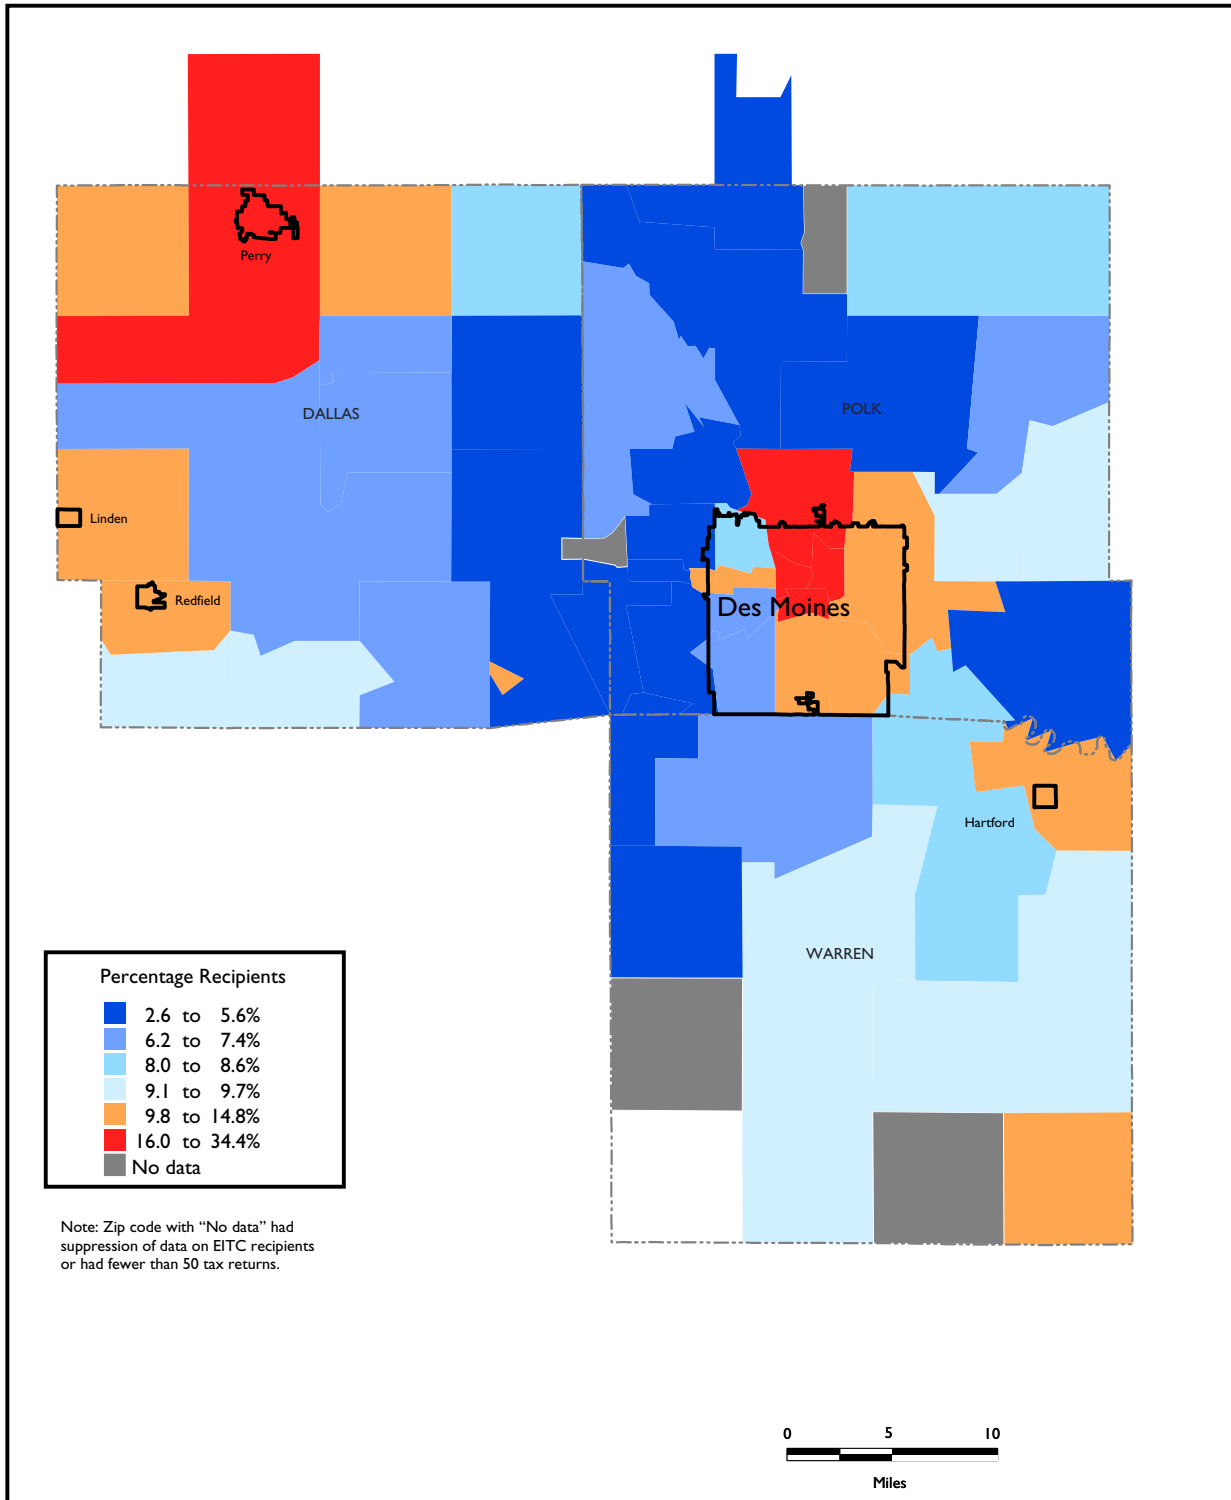 Perry
DALLAS
POLK
Linden
Redfield
Des Moines
Hartford
WARREN
Percentage Recipients
2.6 to 5.6%
6.2 to 7.4%
8.0 to 8.6%
9.1 to 9.7%
9.8 to 14.8%
16.0 to 34.4%
No data
Note: Zip code with “No data” had
suppression of data on EITC recipients
or had fewer than 50 tax returns.
0 5 10
Miles